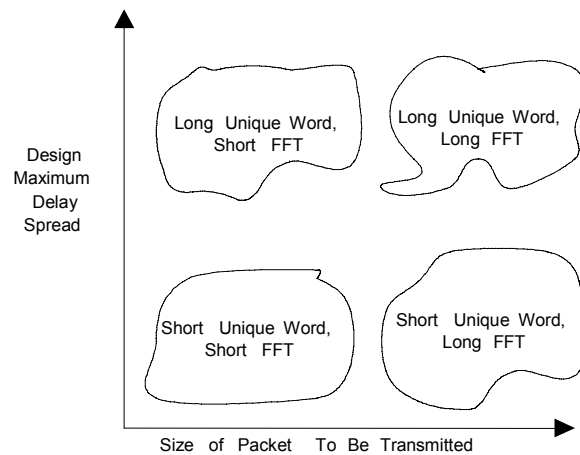 Long Unique Word,
Short FFT
Long Unique Word,
Long FFT
Design
Maximum
Delay
Spread
Short Unique Word,
Short FFT
Short Unique Word,
Long FFT
Size of Packet To Be Transmitted